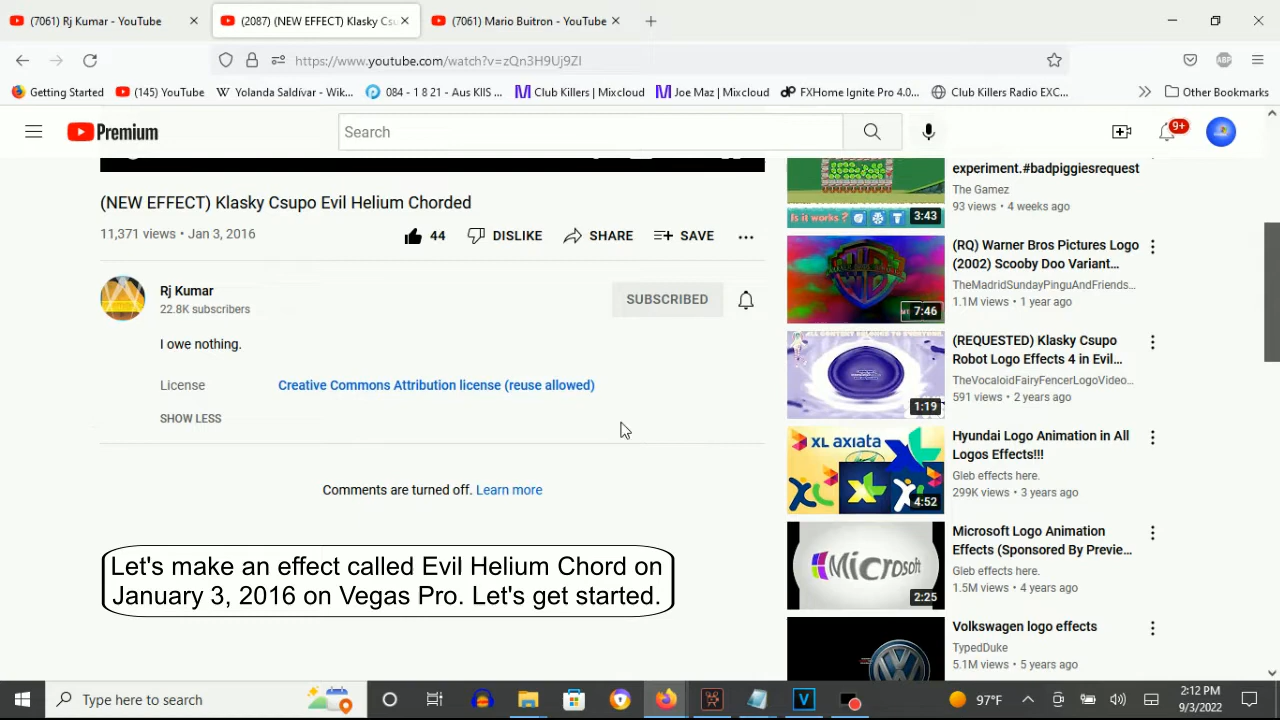 (7061) Rj Kumar - YouTube
(2087) (NEW EFFECT) Klasky Csu
(7061) Mario Buitron - YouTube
https://www.youtube.com/watch?v=zQn3H9Uj9ZI
ABP
Getting Started
(145) YouTube
Yolanda Saldívar - Wik...
084 - 1 8 21 - Aus KIIS ...
Club Killers | Mixcloud
Joe Maz | Mixcloud
FXHome Ignite Pro 4.0...
Club Killers Radio EXC...
Other Bookmarks
Premium
Search
9+
(NEW EFFECT) Klasky Csupo Evil Helium Chorded
11,371 views • Jan 3, 2016
44
DISLIKE
SHARE
SAVE
Rj Kumar
22.8K subscribers
SUBSCRIBED
I owe nothing.
License
Creative Commons Attribution license (reuse allowed)
SHOW LESS
Comments are turned off. Learn more
Let's make an effect called Evil Helium Chord on
January 3, 2016 on Vegas Pro. Let's get started.
Is it works ?
3:43
experiment.#badpiggiesrequest
The Gamez
93 views • 4 weeks ago
7:46
(RQ) Warner Bros Pictures Logo
(2002) Scooby Doo Variant...
TheMadridSundayPinguAndFriends...
1.1M views • 1 year ago
1:19
(REQUESTED) Klasky Csupo
Robot Logo Effects 4 in Evil...
TheVocaloidFairyFencerLogoVideo...
591 views • 2 years ago
XL AXIATA
4:52
Hyundai Logo Animation in All
Logos Effects!!!
Gleb effects here.
299K views • 3 years ago
Microsoft
2:25
Microsoft Logo Animation
Effects (Sponsored By Previe...
Gleb effects here.
1.5M views • 4 years ago
Volkswagen logo effects
TypedDuke
5.1M views • 5 years ago
Type here to search
97°F
2:12 PM
9/3/2022